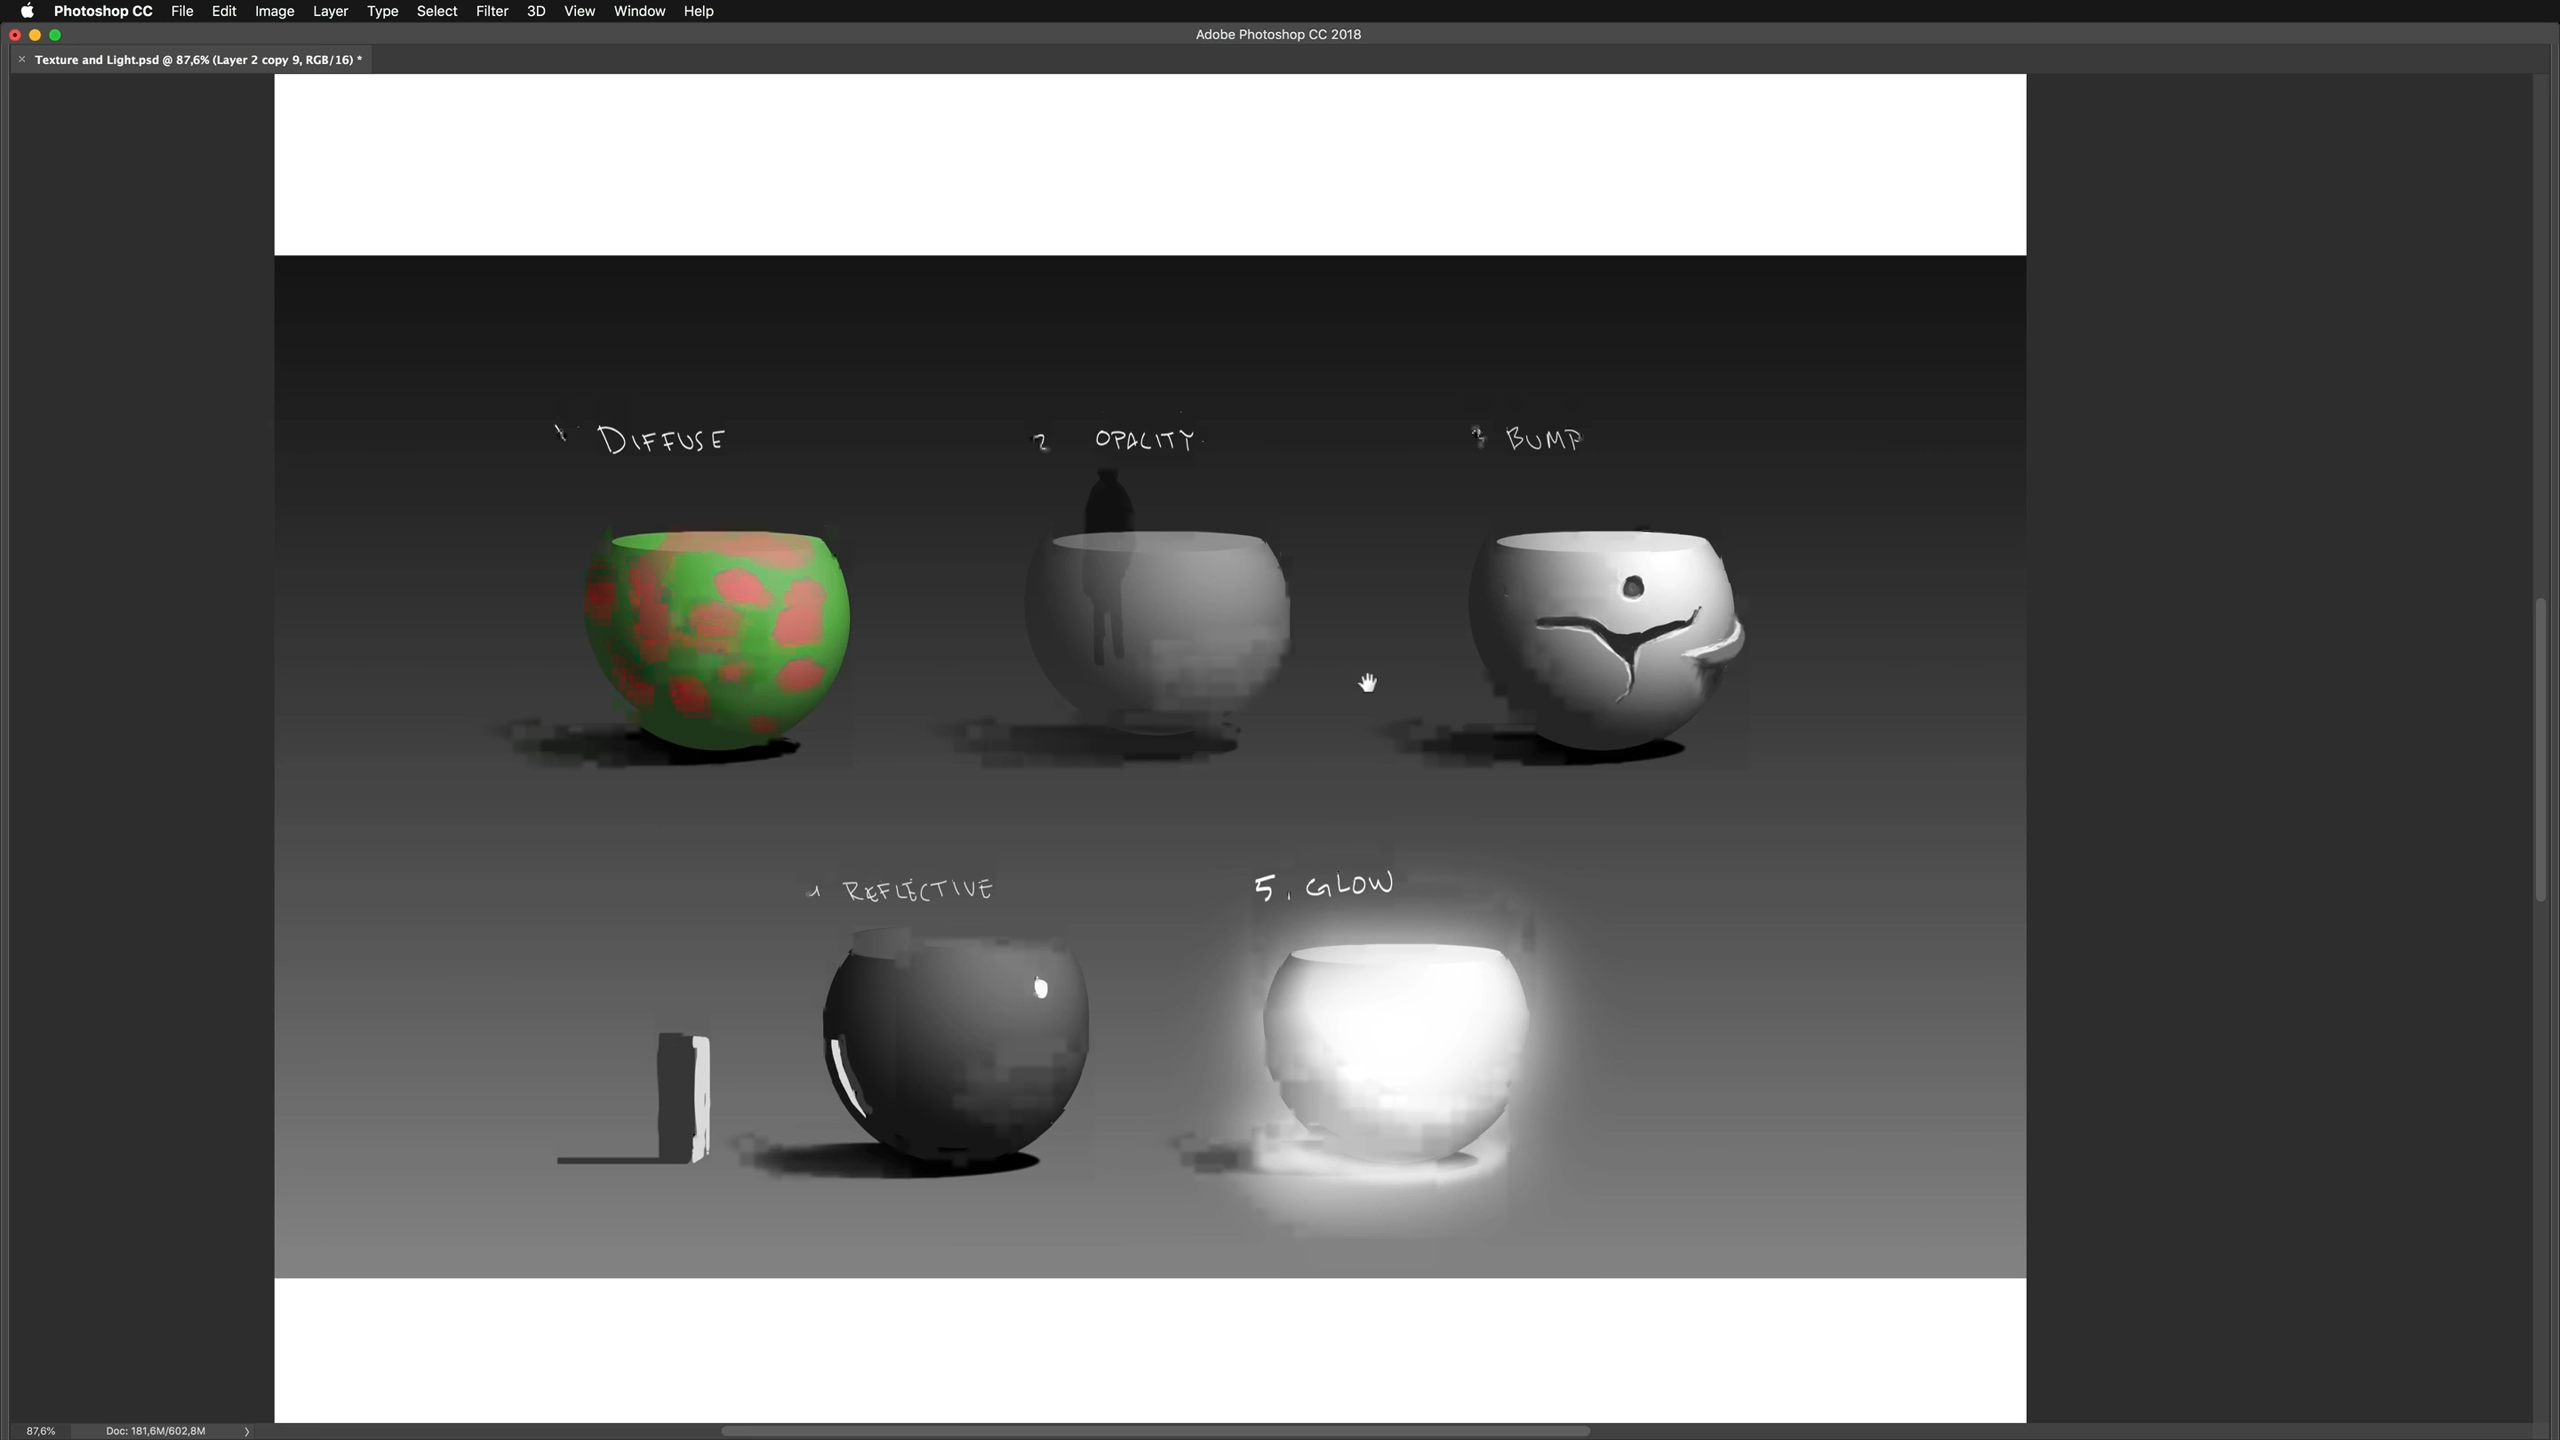 Photoshop CC File Edit Image Layer Type Select Filter 3D View Window Help
Adobe Photoshop CC 2018
× Texture and Light.psd @ 87,6% (Layer 2 copy 9, RGB/16) *
DIFFUSE
2 OPACITY
BUMP
REFLECTIVE
5. GLOW
87,6% Doc: 181,6M/602,8M